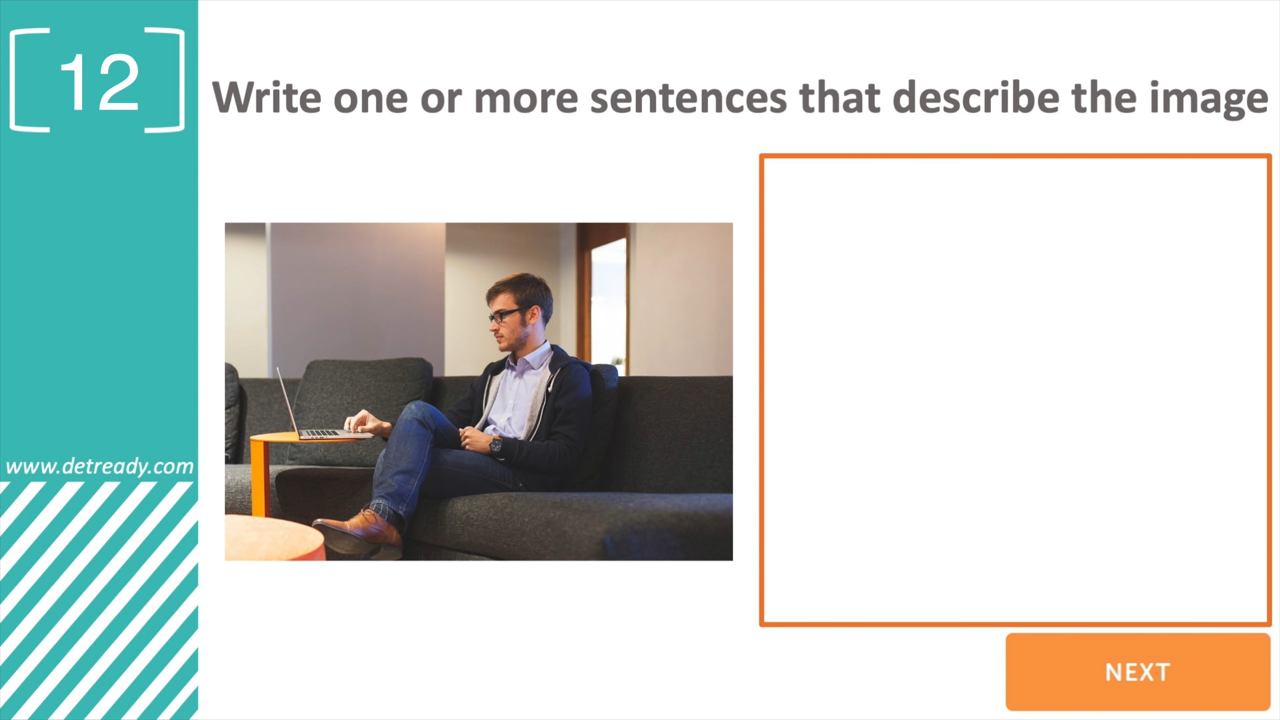 [12]
Write one or more sentences that describe the image
www.detready.com
NEXT